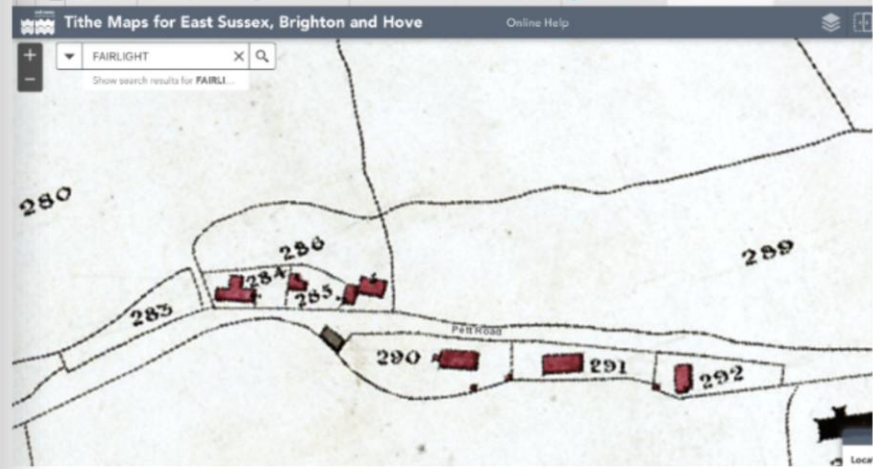 Tithe Maps for East Sussex, Brighton and Hove
Online Help
+
FAIRLIGHT
−
Show search results for FAIRLI...
280
286
289
284
285
283
Pett Road
290
291
292
Loca